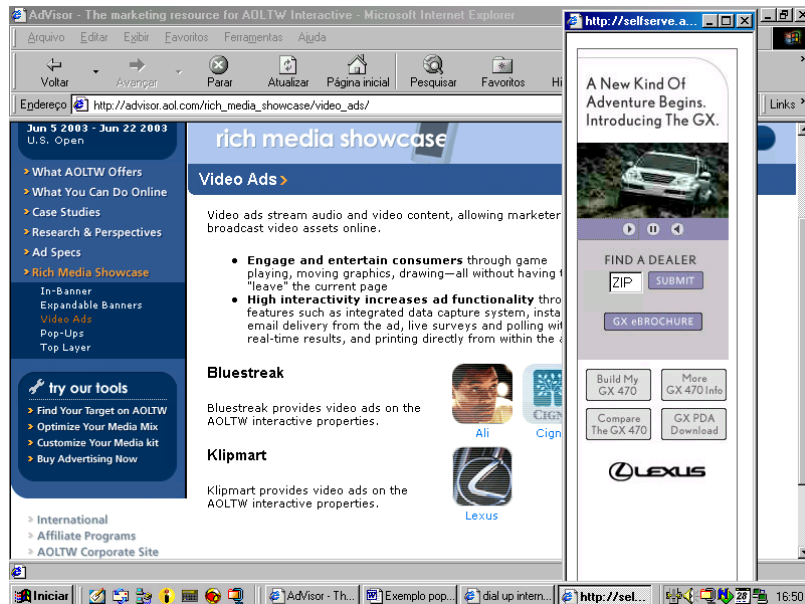 AdVisor - The marketing resource for AOLTW Interactive - Microsoft Internet Explorer
Arquivo Editar Exibir Favoritos Ferramentas Ajuda
Voltar Avançar Parar Atualizar Página inicial Pesquisar Favoritos Hi
Endereço http://advisor.aol.com/rich_media_showcase/video_ads/
Links
Jun 5 2003 - Jun 22 2003
U.S. Open
What AOLTW Offers
What You Can Do Online
Case Studies
Research & Perspectives
Ad Specs
Rich Media Showcase
In-Banner
Expandable Banners
Video Ads
Pop-Ups
Top Layer
try our tools
Find Your Target on AOLTW
Optimize Your Media Mix
Customize Your Media kit
Buy Advertising Now
International
Affiliate Programs
AOLTW Corporate Site
rich media showcase
Video Ads
Video ads stream audio and video content, allowing marketer
broadcast video assets online.
Engage and entertain consumers through game
playing, moving graphics, drawing—all without having
"leave" the current page
High interactivity increases ad functionality thro
features such as integrated data capture system, insta
email delivery from the ad, live surveys and polling wit
real-time results, and printing directly from within the a
Bluestreak
Bluestreak provides video ads on the
AOLTW interactive properties.
Ali
CIGN
Cign
Klipmart
Klipmart provides video ads on the
AOLTW interactive properties.
Lexus
http://selfserve.a...
A New Kind Of
Adventure Begins.
Introducing The GX.
FIND A DEALER
ZIP SUBMIT
GX eBROCHURE
Build My
GX 470
More
GX 470 Info
Compare
The GX 470
GX PDA
Download
LEXUS
Iniciar
AdVisor - Th...
Exemplo pop...
dial up intern...
http://sel...
28
16:50